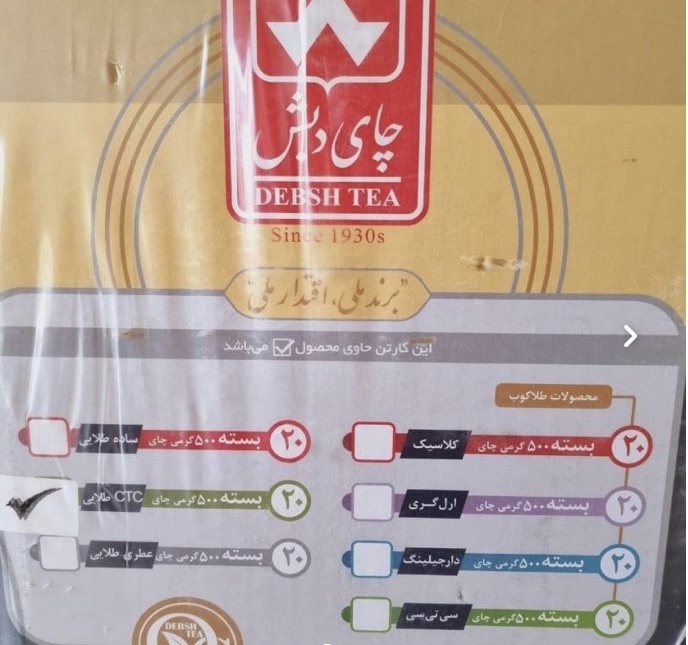 چای دبش
DEBSH TEA
Since 1930s
"برند ملی، اقتدار ملی"
این کارتن حاوی محصول ☑ می‌باشد
محصولات طلاکوب
۲۰ بسته ۵۰۰ گرمی چای کلاسیک
۲۰ بسته ۵۰۰ گرمی چای ارل‌گری
۲۰ بسته ۵۰۰ گرمی چای دارجیلینگ
۲۰ بسته ۵۰۰ گرمی چای سی‌تی‌سی
۲۰ بسته ۵۰۰ گرمی چای ساده طلایی
۲۰ بسته ۵۰۰ گرمی چای CTC طلایی
۲۰ بسته ۵۰۰ گرمی چای عطری طلایی
DEBSH
TEA